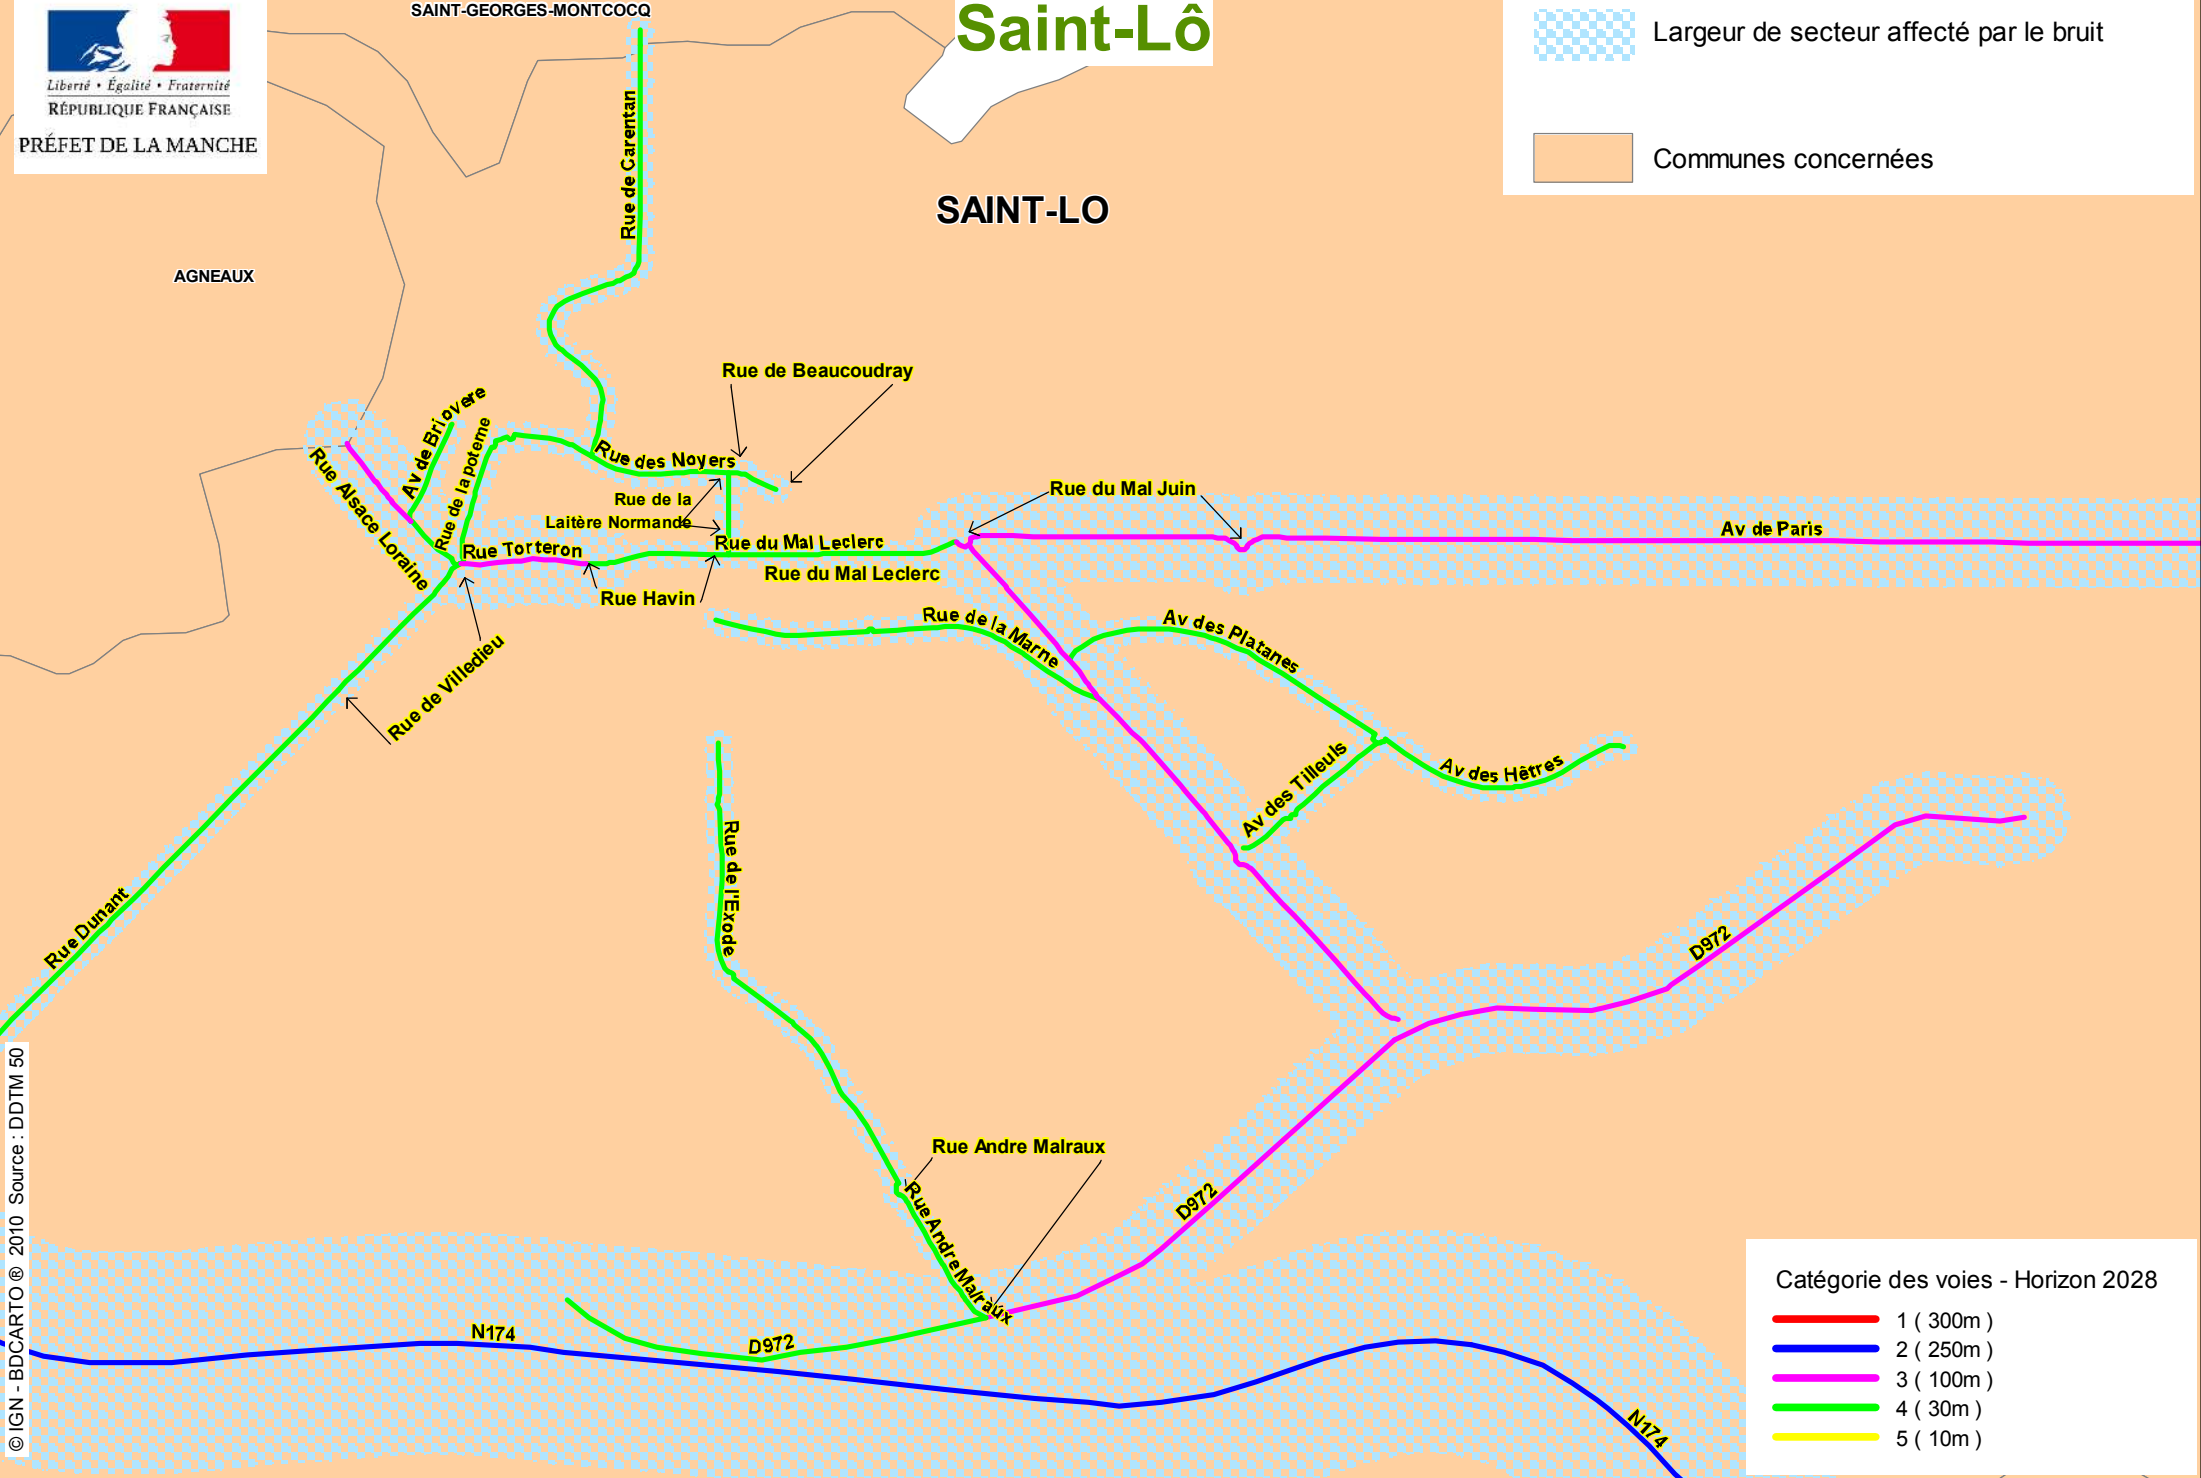 SAINT-GEORGES-MONTCOCQ
Saint-Lô
Liberté • Égalité • Fraternité
RÉPUBLIQUE FRANÇAISE
PRÉFET DE LA MANCHE
Largeur de secteur affecté par le bruit
Communes concernées
Rue de Carentan
SAINT-LO
AGNEAUX
Rue de Beaucoudray
Av de Briovere
Rue de la poterne
Rue Alsace Loraine
Rue des Noyers
Rue de la
Laitère Normande
Rue du Mal Juin
Av de Paris
Rue Torteron
Rue du Mal Leclerc
Rue du Mal Leclerc
Rue Havin
Rue de la Marne
Av des Platanes
Rue de Villedieu
Av des Tilleuls
Av des Hêtres
Rue de l'Exode
Rue Dunant
D972
Rue Andre Malraux
D972
Rue Andre Malraux
N174
D972
N174
© IGN - BDCARTO ® 2010 Source : DDTM 50
Catégorie des voies - Horizon 2028
1 ( 300m )
2 ( 250m )
3 ( 100m )
4 ( 30m )
5 ( 10m )